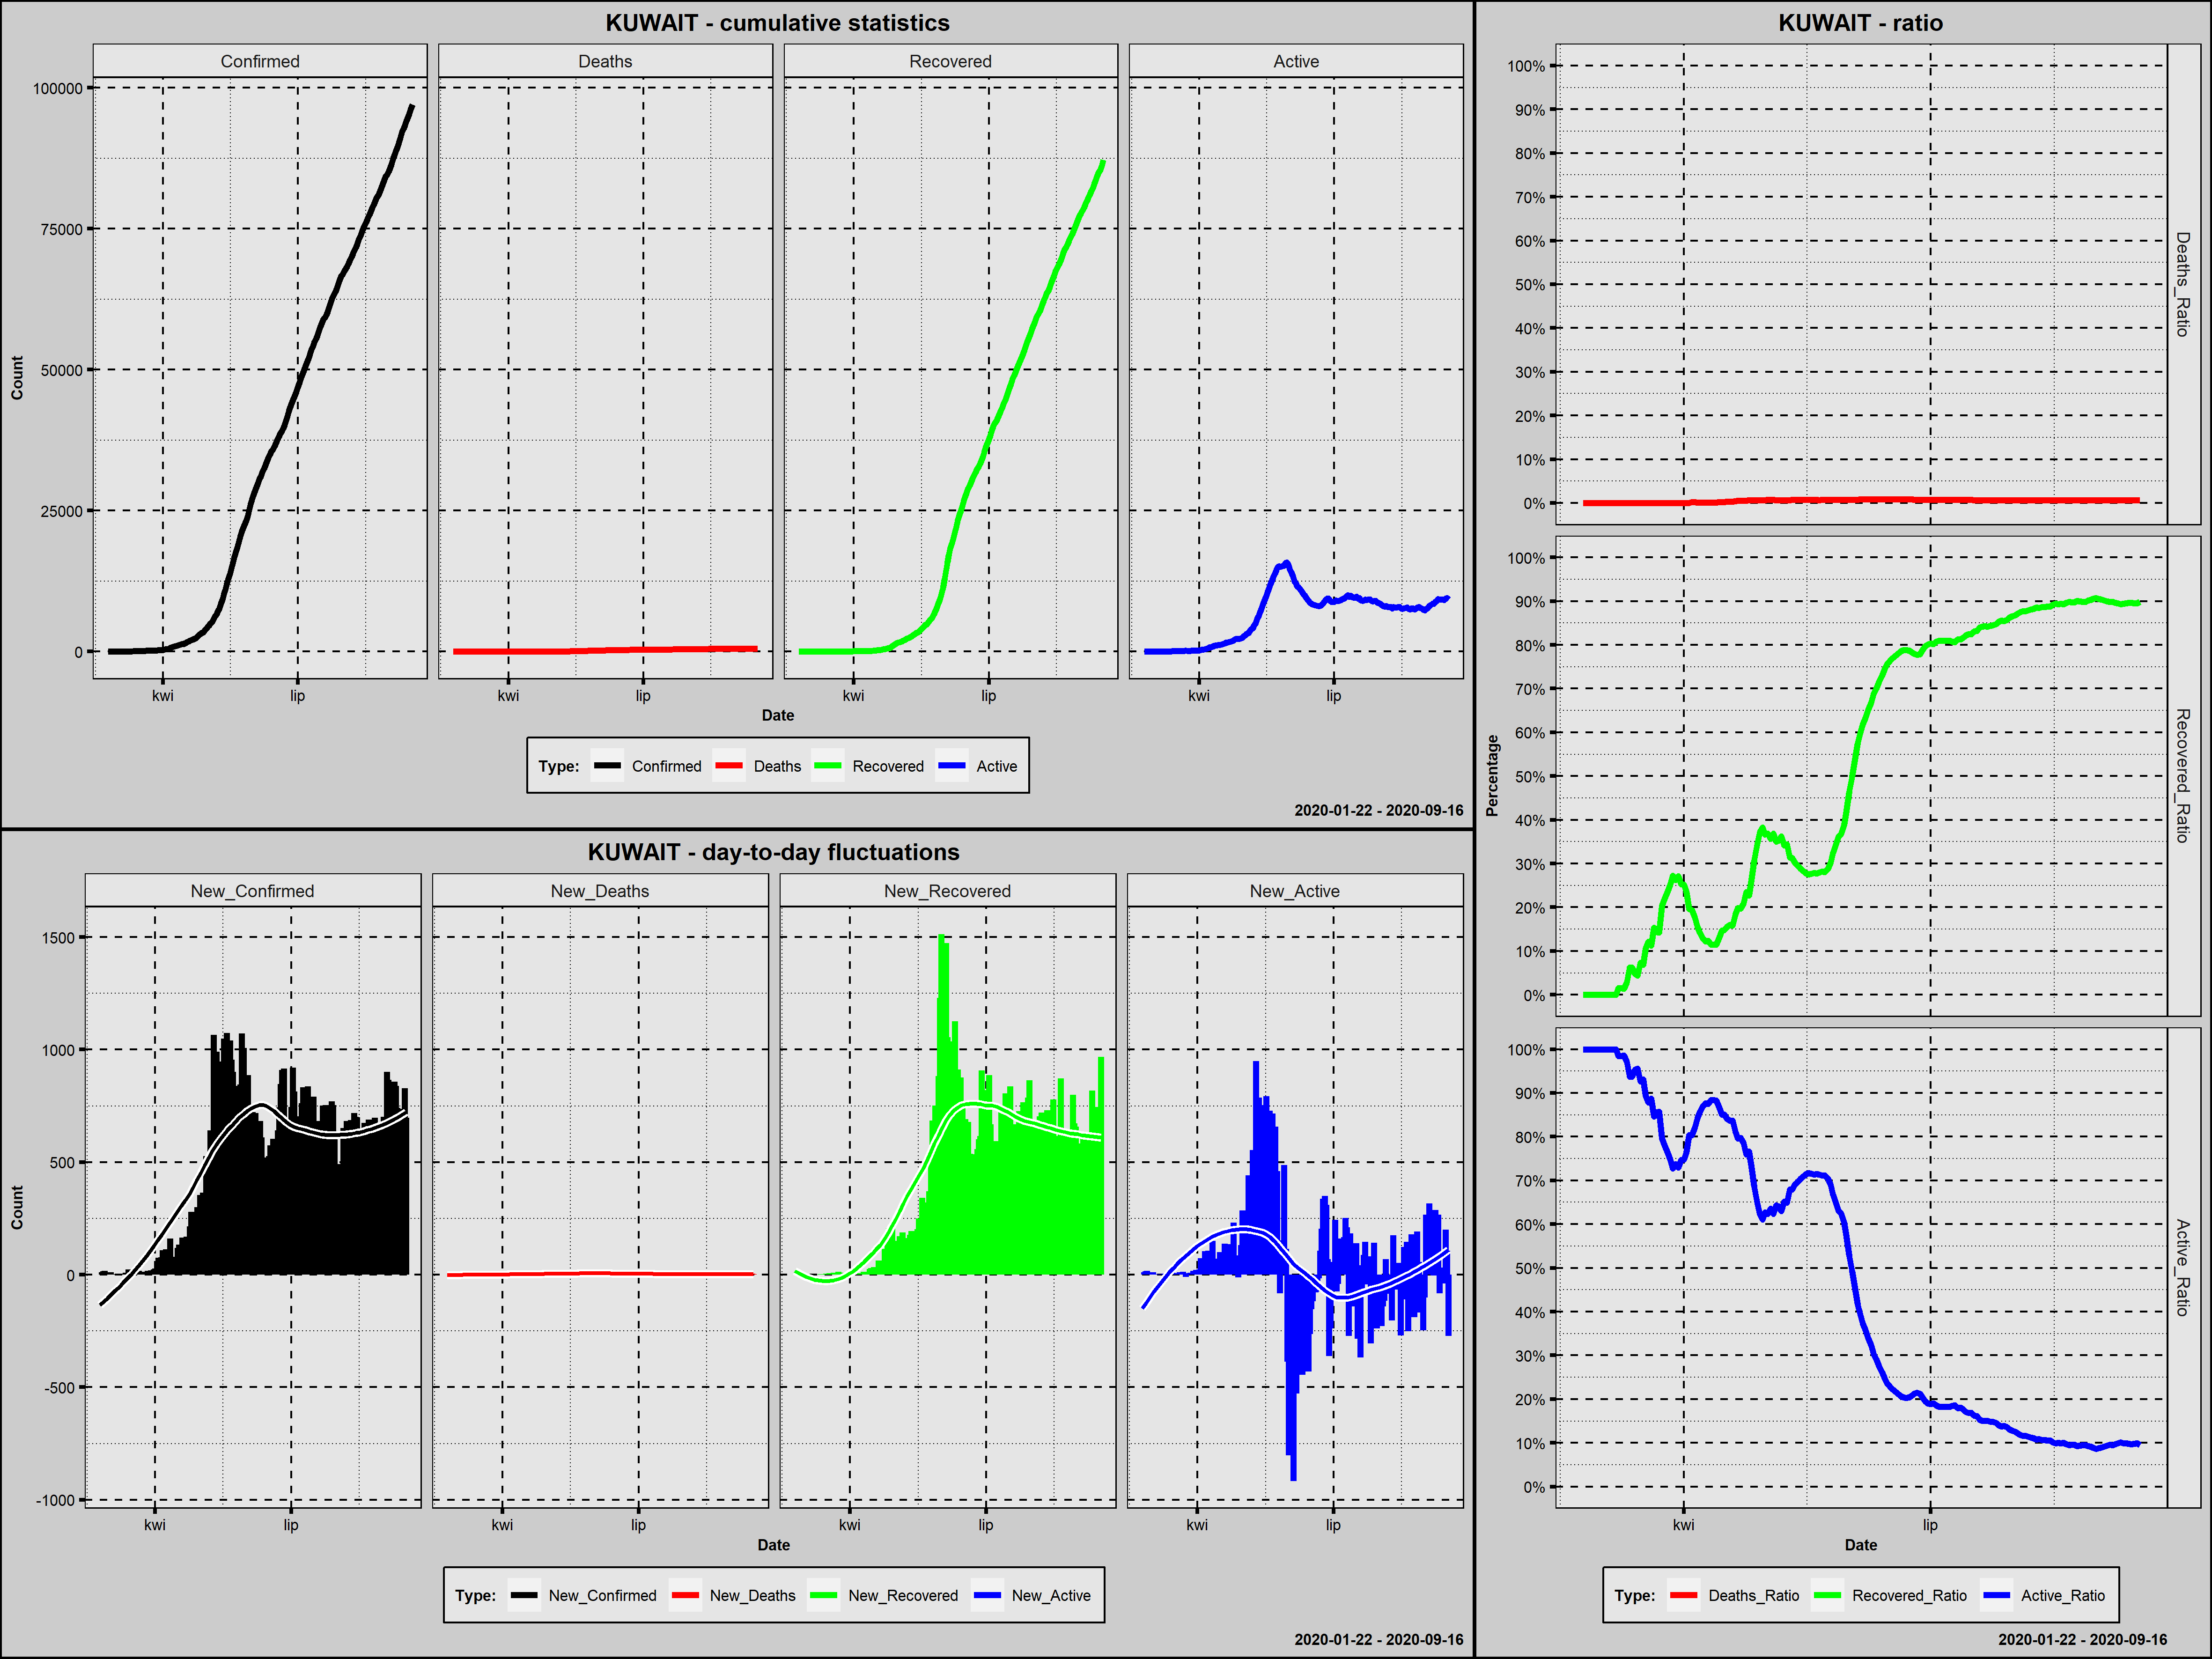 KUWAIT - cumulative statistics
Confirmed Deaths Recovered Active
100000
75000
50000
25000
0
Count
kwi lip kwi lip kwi lip kwi lip
Date
Type: Confirmed Deaths Recovered Active
2020-01-22 - 2020-09-16
KUWAIT - day-to-day fluctuations
New_Confirmed New_Deaths New_Recovered New_Active
1500
1000
500
0
-500
-1000
Count
kwi lip kwi lip kwi lip kwi lip
Date
Type: New_Confirmed New_Deaths New_Recovered New_Active
2020-01-22 - 2020-09-16
KUWAIT - ratio
100%
90%
80%
70%
60%
50%
40%
30%
20%
10%
0%
Deaths_Ratio
100%
90%
80%
70%
60%
50%
40%
30%
20%
10%
0%
Recovered_Ratio
Percentage
100%
90%
80%
70%
60%
50%
40%
30%
20%
10%
0%
Active_Ratio
kwi lip
Date
Type: Deaths_Ratio Recovered_Ratio Active_Ratio
2020-01-22 - 2020-09-16